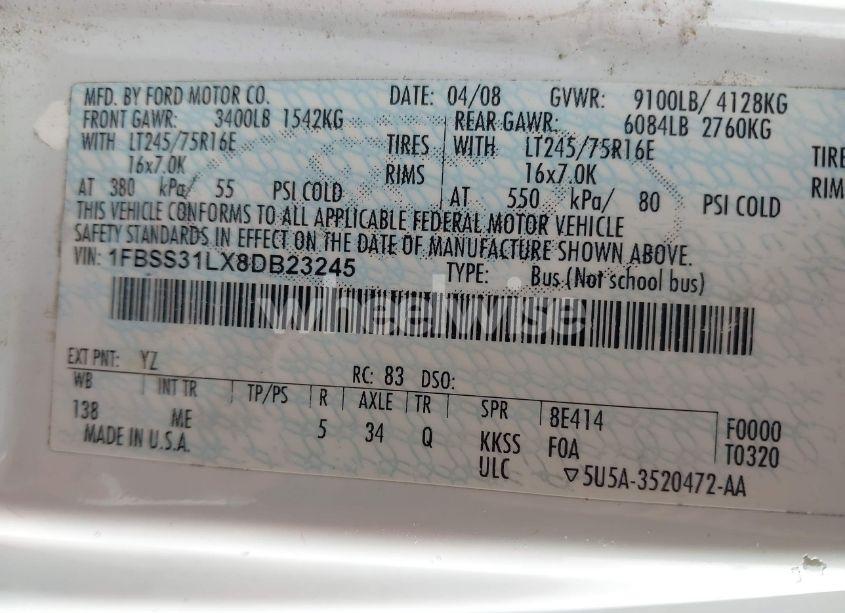 MFD. BY FORD MOTOR CO. DATE: 04/08 GVWR: 9100LB/ 4128KG
FRONT GAWR: 3400LB 1542KG REAR GAWR: 6084LB 2760KG
WITH LT245/75R16E TIRES WITH LT245/75R16E TIRE
16x7.0K RIMS 16x7.0K RIM
AT 380 kPa/ 55 PSI COLD AT 550 kPa/ 80 PSI COLD
THIS VEHICLE CONFORMS TO ALL APPLICABLE FEDERAL MOTOR VEHICLE
SAFETY STANDARDS IN EFFECT ON THE DATE OF MANUFACTURE SHOWN ABOVE.
VIN: 1FBSS31LX8DB23245 TYPE: Bus (Not school bus)
wheelwise
EXT PNT: YZ RC: 83 DSO:
WB INT TR TP/PS R AXLE TR SPR 8E414 F0000
138 ME 5 34 Q KKSS FOA T0320
MADE IN U.S.A. ULC ▽5U5A-3520472-AA